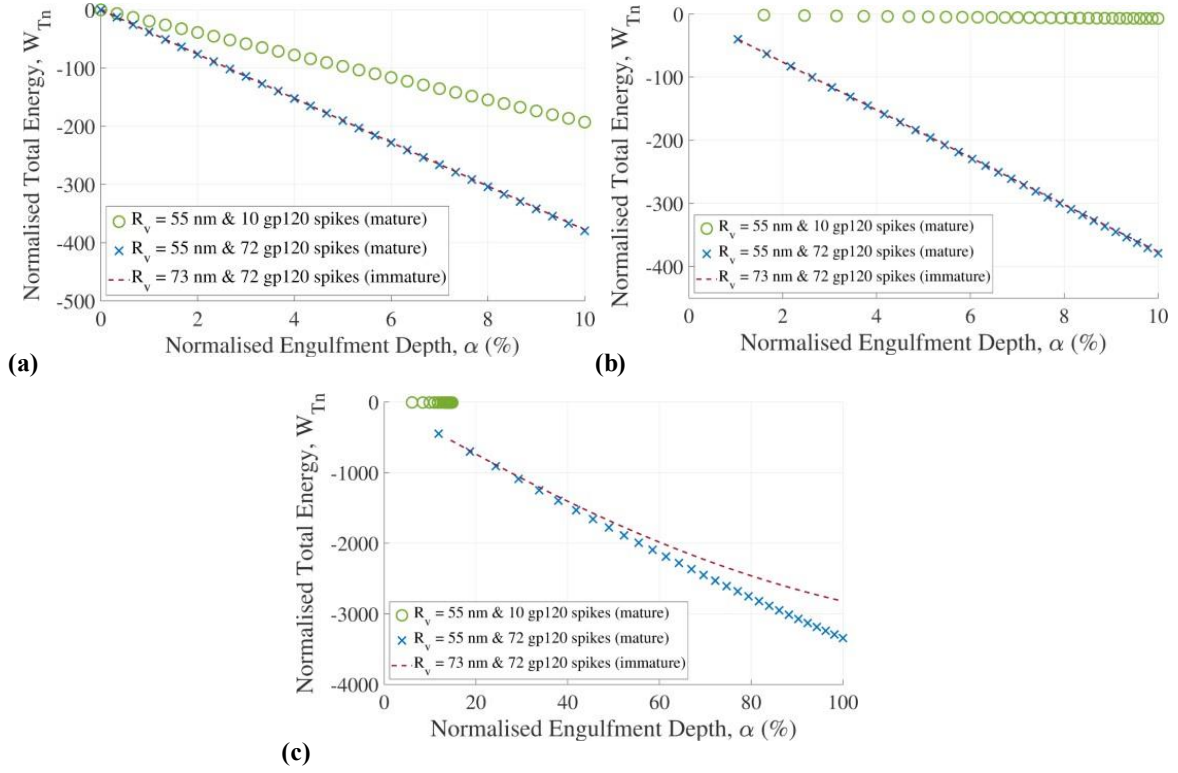 0
-100
-200
-300
-400
-500
Normalised Total Energy, W_Tn
R_v = 55 nm & 10 gp120 spikes (mature)
R_v = 55 nm & 72 gp120 spikes (mature)
R_v = 73 nm & 72 gp120 spikes (immature)
0 2 4 6 8 10
Normalised Engulfment Depth, α (%)
(a)
0
-100
-200
-300
-400
Normalised Total Energy, W_Tn
R_v = 55 nm & 10 gp120 spikes (mature)
R_v = 55 nm & 72 gp120 spikes (mature)
R_v = 73 nm & 72 gp120 spikes (immature)
0 2 4 6 8 10
Normalised Engulfment Depth, α (%)
(b)
0
-1000
-2000
-3000
-4000
Normalised Total Energy, W_Tn
R_v = 55 nm & 10 gp120 spikes (mature)
R_v = 55 nm & 72 gp120 spikes (mature)
R_v = 73 nm & 72 gp120 spikes (immature)
20 40 60 80 100
Normalised Engulfment Depth, α (%)
(c)